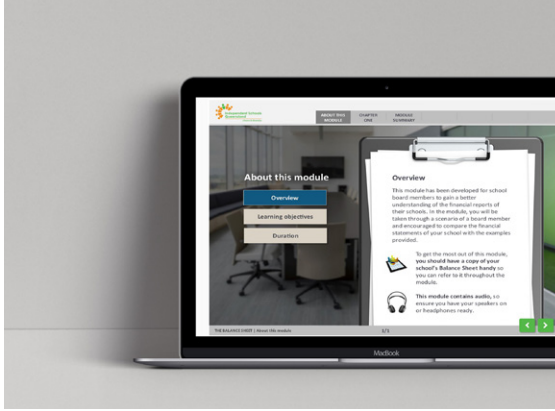 Independent Schools
Queensland
ABOUT THIS
MODULE
CHAPTER
ONE
MODULE
SUMMARY
About this module
Overview
Learning objectives
Duration
Overview
This module has been developed for school
board members to gain a better
understanding of the financial reports of
their schools. In the module, you will be
taken through a scenario of a board member
and encouraged to compare the financial
statements of your school with the examples
provided.
To get the most out of this module,
you should have a copy of your
school's Balance Sheet handy so
you can refer to it throughout the
module.
This module contains audio, so
ensure you have your speakers on
or headphones ready.
THE BALANCE SHEET | About this module
MacBook